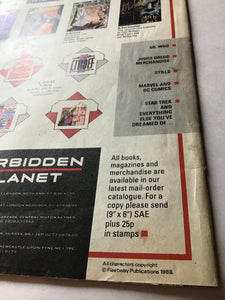 DR. WHO
JUDGE DREDD
MERCHANDISE
STILLS
MARVEL AND
DC COMICS
STAR TREK
AND
EVERYTHING
ELSE YOU'VE
DREAMED OF...
RBIDDEN
LANET
All books,
magazines and
merchandise are
available in our
latest mail-order
catalogue. For a
copy please send
(9" x 6") SAE
plus 25p
in stamps
All characters copyright
© Fleetway Publications 1989.